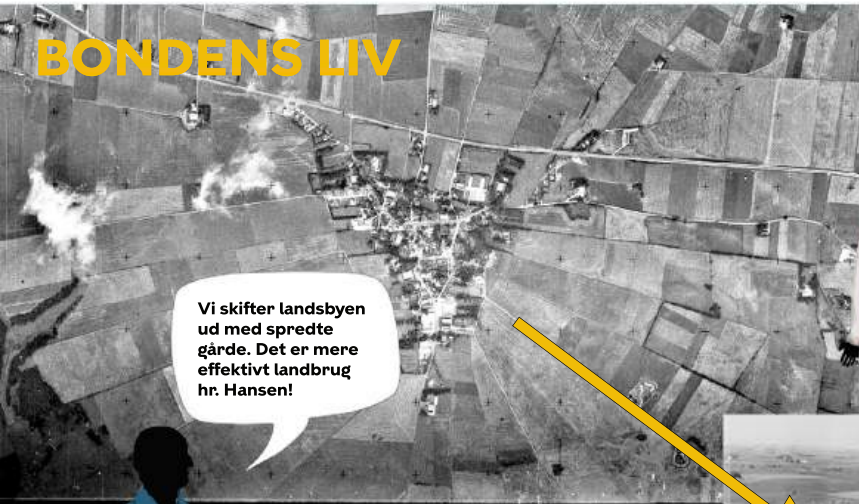 BONDENS LIV
Vi skifter landsbyen
ud med spredte
gårde. Det er mere
effektivt landbrug
hr. Hansen!